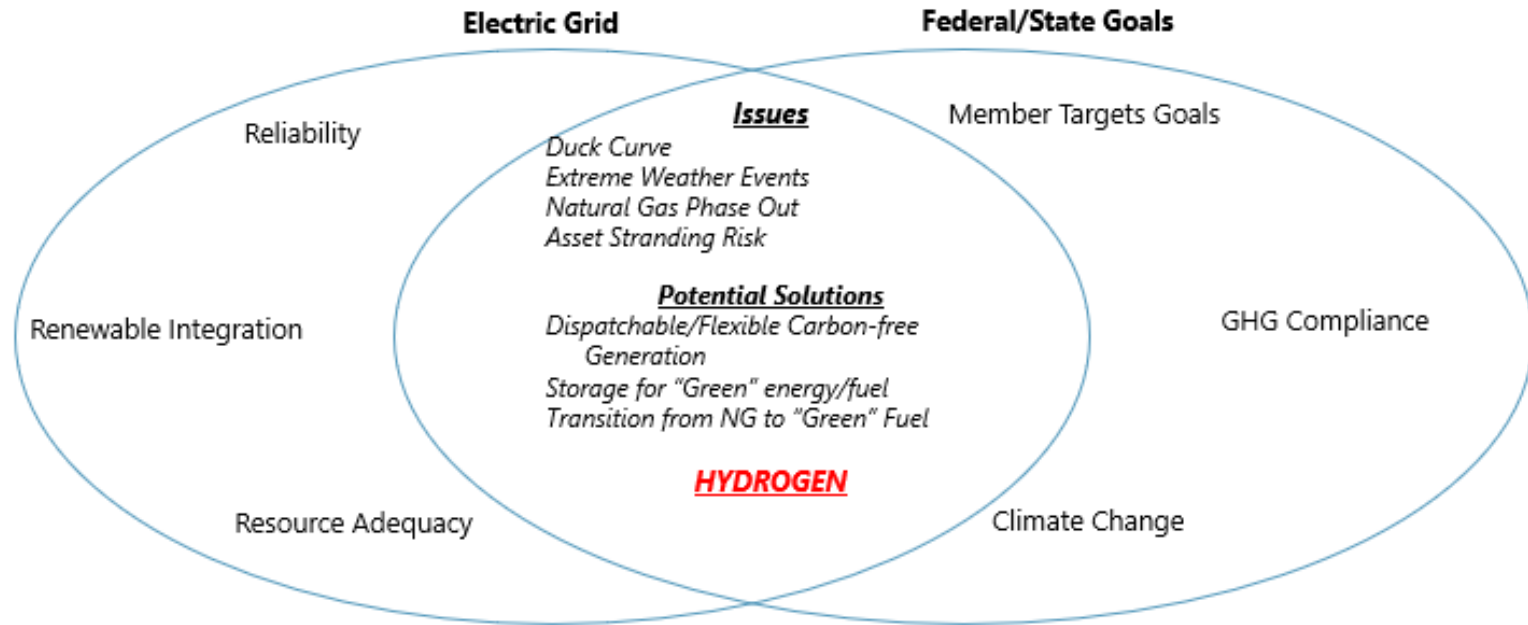 Electric Grid
Federal/State Goals
Reliability
Renewable Integration
Resource Adequacy
Issues
Duck Curve
Extreme Weather Events
Natural Gas Phase Out
Asset Stranding Risk
Potential Solutions
Dispatchable/Flexible Carbon-free
Generation
Storage for “Green” energy/fuel
Transition from NG to “Green” Fuel
HYDROGEN
Member Targets Goals
GHG Compliance
Climate Change